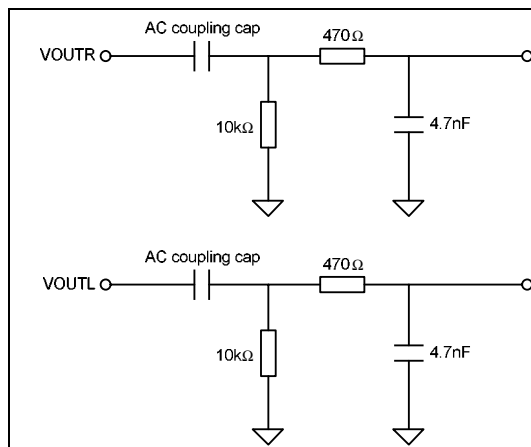 AC coupling cap
470Ω
VOUTR
10kΩ
4.7nF
AC coupling cap
470Ω
VOUTL
10kΩ
4.7nF